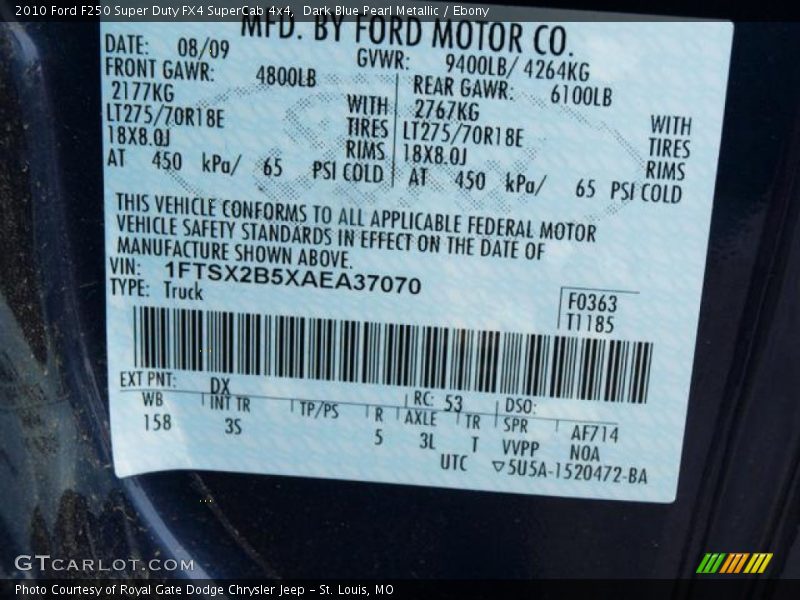 2010 Ford F250 Super Duty FX4 SuperCab 4x4, Dark Blue Pearl Metallic / Ebony
MFD. BY FORD MOTOR CO.
DATE: 08/09 GVWR: 9400LB/ 4264KG
FRONT GAWR: 4800LB REAR GAWR: 6100LB
2177KG WITH 2767KG WITH
LT275/70R18E TIRES LT275/70R18E TIRES
18X8.0J RIMS 18X8.0J RIMS
AT 450 kPa/ 65 PSI COLD AT 450 kPa/ 65 PSI COLD
THIS VEHICLE CONFORMS TO ALL APPLICABLE FEDERAL MOTOR
VEHICLE SAFETY STANDARDS IN EFFECT ON THE DATE OF
MANUFACTURE SHOWN ABOVE.
VIN: 1FTSX2B5XAEA37070
TYPE: Truck
F0363
T1185
EXT PNT: DX RC: 53 DSO:
WB INT TR TP/PS R AXLE TR SPR AF714
158 3S 5 3L T VVPP N0A
UTC ▽5U5A-1520472-BA
GTCARLOT.COM
Photo Courtesy of Royal Gate Dodge Chrysler Jeep - St. Louis, MO